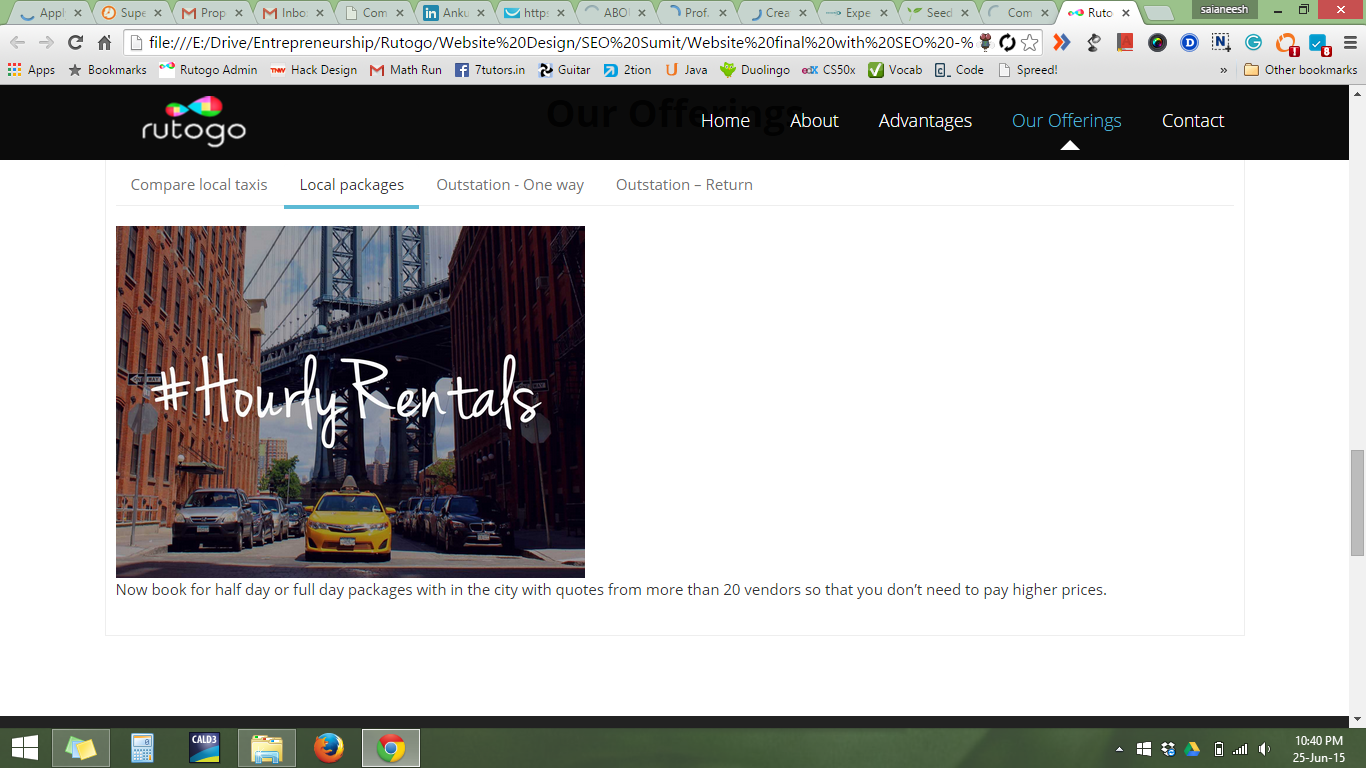 Appl
Supe
Prop
Inbo
Com
Anku
https
ABO
Prof.
Crea
Expe
Seed
Com
Ruto
saianeesh
file:///E:/Drive/Entrepreneurship/Rutogo/Website%20Design/SEO%20Sumit/Website%20final%20with%20SEO%20-%
Apps
Bookmarks
Rutogo Admin
Hack Design
Math Run
7tutors.in
Guitar
2tion
Java
Duolingo
CS50x
Vocab
Code
Spreed!
»
Other bookmarks
rutogo
Our Offerings
Home
About
Advantages
Our Offerings
Contact
Compare local taxis
Local packages
Outstation - One way
Outstation – Return
#Hourly Rentals
Now book for half day or full day packages with in the city with quotes from more than 20 vendors so that you don’t need to pay higher prices.
CALD3
10:40 PM
25-Jun-15